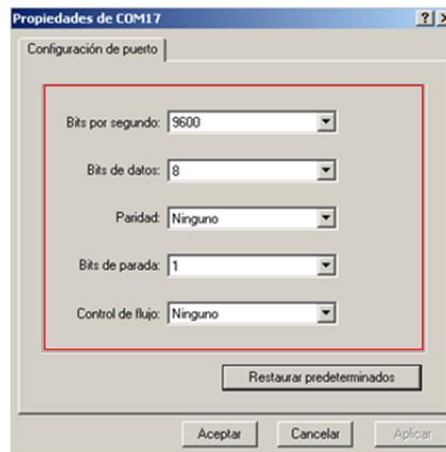 Propiedades de COM17
Configuración de puerto
Bits por segundo: 9600
Bits de datos: 8
Paridad: Ninguno
Bits de parada: 1
Control de flujo: Ninguno
Restaurar predeterminados
Aceptar Cancelar Aplicar